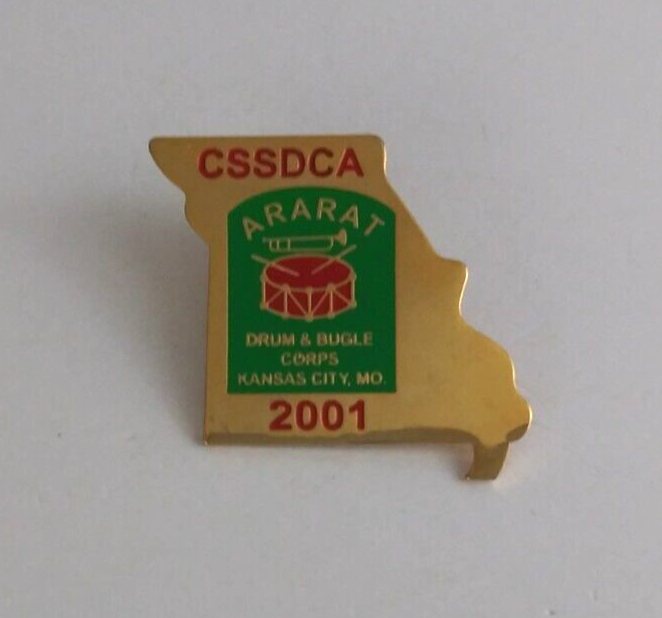 CSSDCA
ARARAT
DRUM & BUGLE
CORPS
KANSAS CITY, MO.
2001